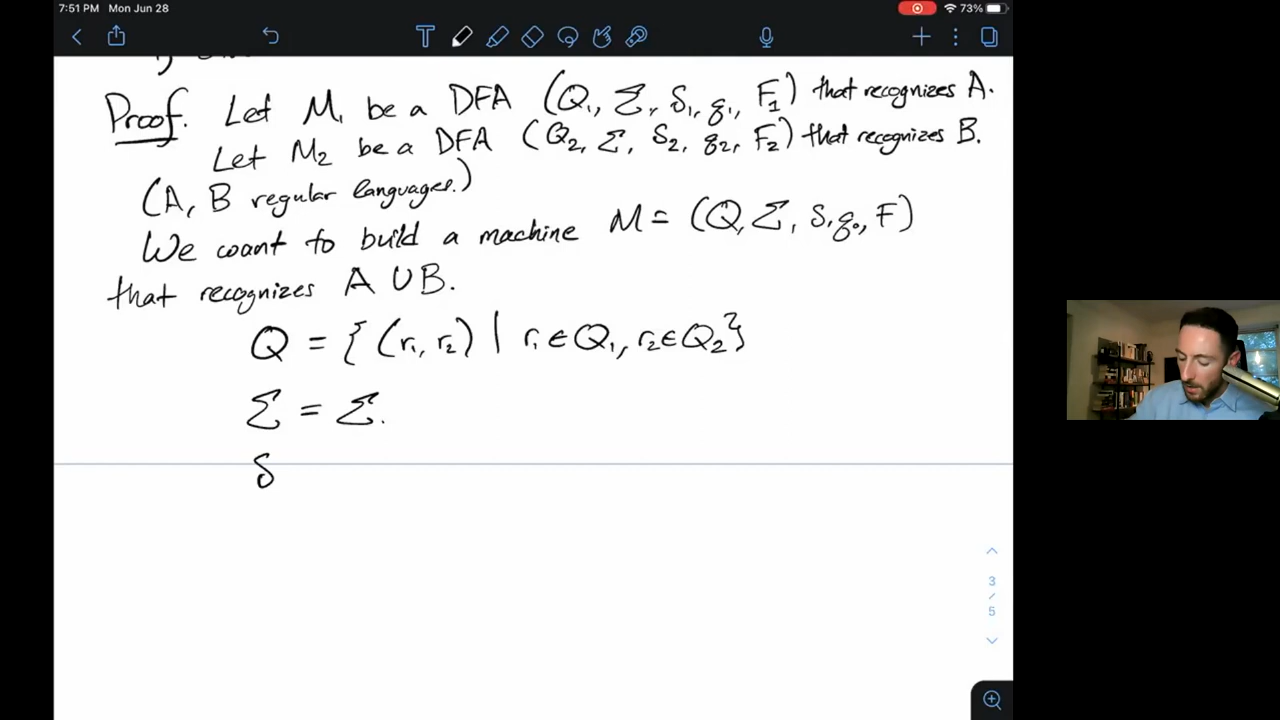 7:51 PM Mon Jun 28
73%
T
Proof. Let M₁ be a DFA (Q₁, Σ, δ₁, q₁, F₁) that recognizes A.
Let M₂ be a DFA (Q₂, Σ, δ₂, q₂, F₂) that recognizes B.
(A, B regular languages.)
We want to build a machine M = (Q, Σ, δ, q₀, F)
that recognizes A ∪ B.
Q = { (r₁, r₂) | r₁ ∈ Q₁, r₂ ∈ Q₂ }
Σ = Σ.
δ
3
/
5